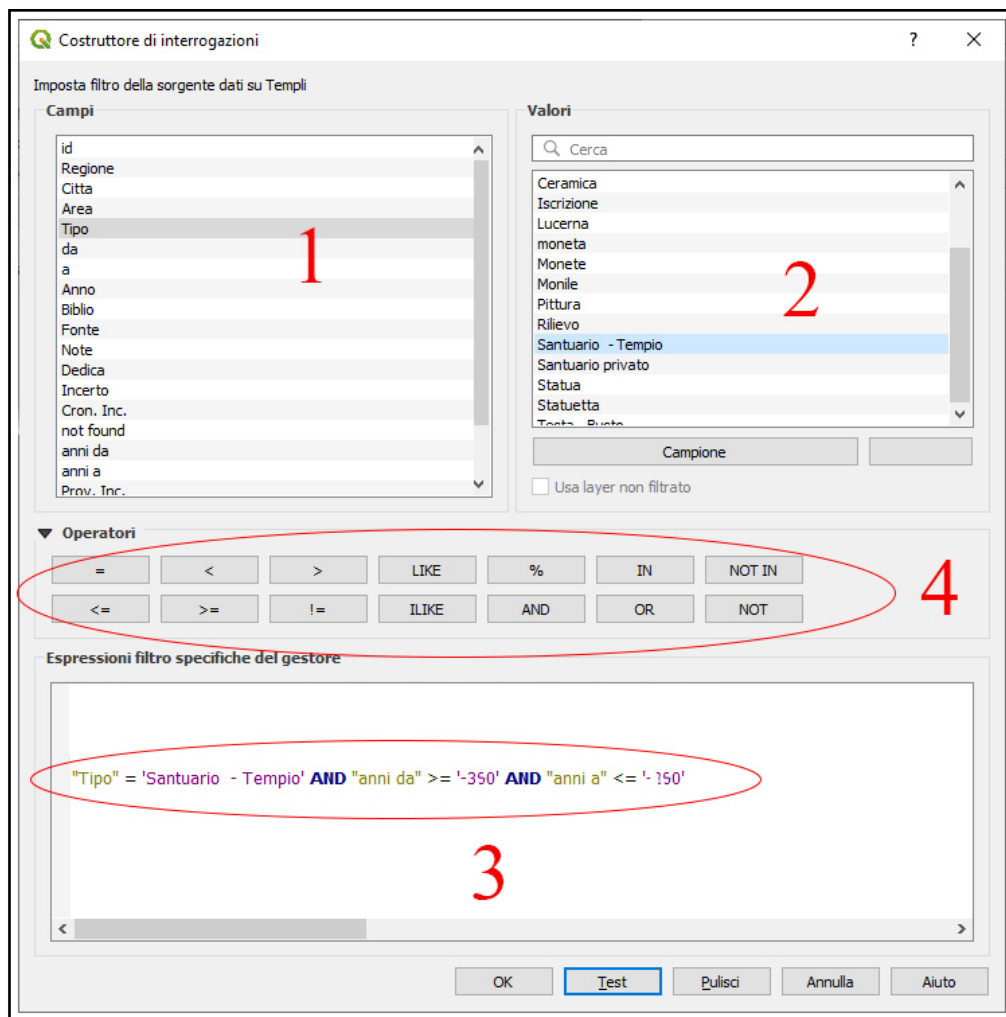 Costruttore di interrogazioni
?
Imposta filtro della sorgente dati su Templi
Campi
id
Regione
Citta
Area
Tipo
da
a
Anno
Biblio
Fonte
Note
Dedica
Incerto
Cron. Inc.
not found
anni da
anni a
Prov. Inc.
1
Valori
Cerca
Ceramica
Iscrizione
Lucerna
moneta
Monete
Monile
Pittura
Rilievo
Santuario - Tempio
Santuario privato
Statua
Statuetta
Testa - Busto
2
Campione
Usa layer non filtrato
Operatori
= < > LIKE % IN NOT IN
<= >= != ILIKE AND OR NOT
4
Espressioni filtro specifiche del gestore
"Tipo" = 'Santuario - Tempio' AND "anni da" >= '-350' AND "anni a" <=
3
OK Test Pulisci Annulla Aiuto